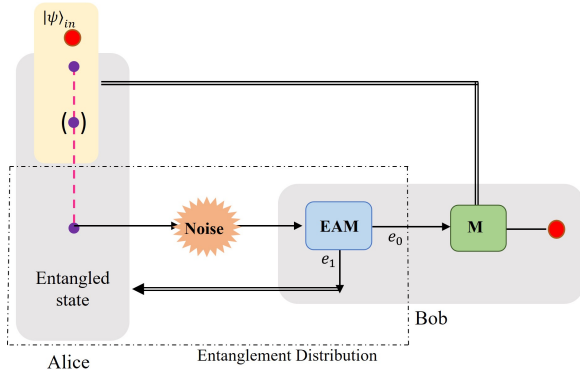 |ψ⟩in
( )
Noise
EAM
e0
M
e1
Entangled
state
Bob
Entanglement Distribution
Alice